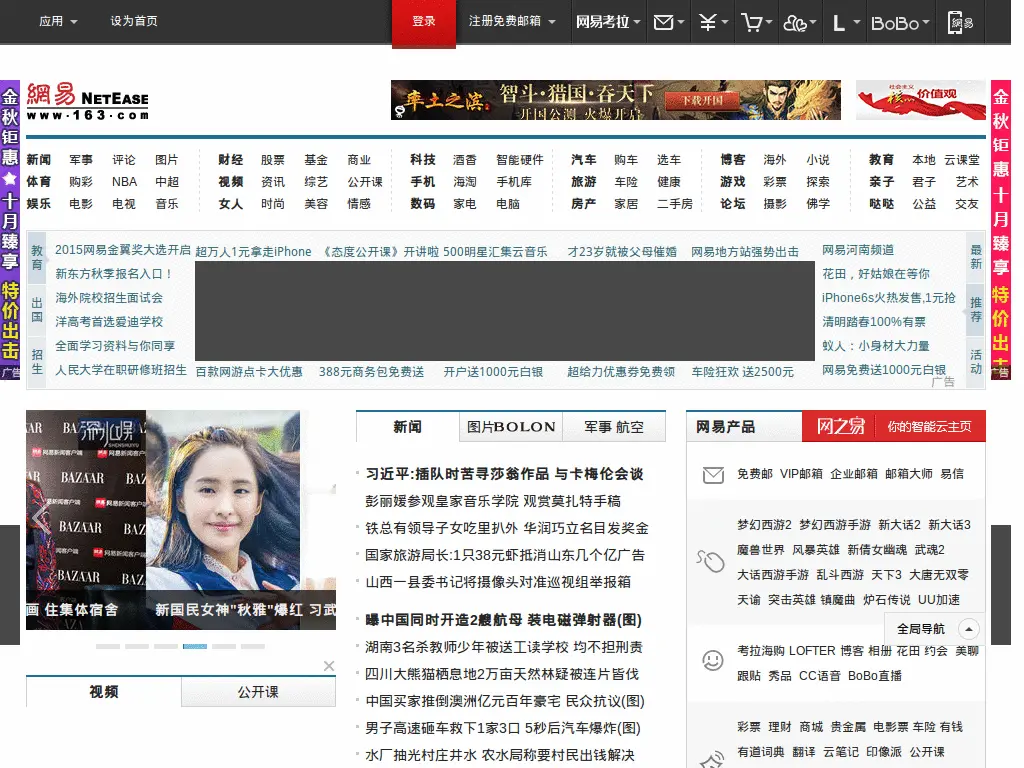 应用 设为首页 登录 注册免费邮箱 网易考拉 L BoBo 網易
網易 NETEASE
www.163.com
率土之滨 智斗·猎国·吞天下 下载开国
开国公测 火爆开启
社会主义 核心 价值观
金秋钜惠 十月臻享 特价出击 广告
金秋钜惠 十月臻享 特价出击 广告
新闻 军事 评论 图片 财经 股票 基金 商业 科技 酒香 智能硬件 汽车 购车 选车 博客 海外 小说 教育 本地 云课堂
体育 购彩 NBA 中超 视频 资讯 综艺 公开课 手机 海淘 手机库 旅游 车险 健康 游戏 彩票 探索 亲子 君子 艺术
娱乐 电影 电视 音乐 女人 时尚 美容 情感 数码 家电 电脑 房产 家居 二手房 论坛 摄影 佛学 哒哒 公益 交友
教育
出国
招生
2015网易金翼奖大选开启
新东方秋季报名入口！
海外院校招生面试会
洋高考首选爱迪学校
全面学习资料与你同享
人民大学在职研修班招生
超万人1元拿走iPhone 《态度公开课》开讲啦 500明星汇集云音乐 才23岁就被父母催婚 网易地方站强势出击
百款网游点卡大优惠 388元商务包免费送 开户送1000元白银 超给力优惠券免费领 车险狂欢 送2500元
网易河南频道
花田，好姑娘在等你
iPhone6s火热发售,1元抢
清明踏春100%有票
蚁人：小身材大力量
网易免费送1000元白银
广告
最新
推荐
活动
BAZAAR
BAZAAR
BAZAAR
BAZAAR
网易新闻客户端
画 住集体宿舍 新国民女神"秋雅"爆红 习武
视频 公开课
新闻 图片BOLON 军事 航空
习近平:插队时苦寻莎翁作品 与卡梅伦会谈
彭丽媛参观皇家音乐学院 观赏莫扎特手稿
铁总有领导子女吃里扒外 华润巧立名目发奖金
国家旅游局长:1只38元虾抵消山东几个亿广告
山西一县委书记将摄像头对准巡视组举报箱
曝中国同时开造2艘航母 装电磁弹射器(图)
湖南3名杀教师少年被送工读学校 均不担刑责
四川大熊猫栖息地2万亩天然林疑被连片皆伐
中国买家推倒澳洲亿元百年豪宅 民众抗议(图)
男子高速砸车救下1家3口 5秒后汽车爆炸(图)
水厂抽光村庄井水 农水局称要村民出钱解决
网易产品 网之易 你的智能云主页
免费邮 VIP邮箱 企业邮箱 邮箱大师 易信
梦幻西游2 梦幻西游手游 新大话2 新大话3
魔兽世界 风暴英雄 新倩女幽魂 武魂2
大话西游手游 乱斗西游 天下3 大唐无双零
天谕 突击英雄 镇魔曲 炉石传说 UU加速
全局导航
考拉海购 LOFTER 博客 相册 花田 约会 美聊
跟贴 秀品 CC语音 BoBo直播
彩票 理财 商城 贵金属 电影票 车险 有钱
有道词典 翻译 云笔记 印像派 公开课